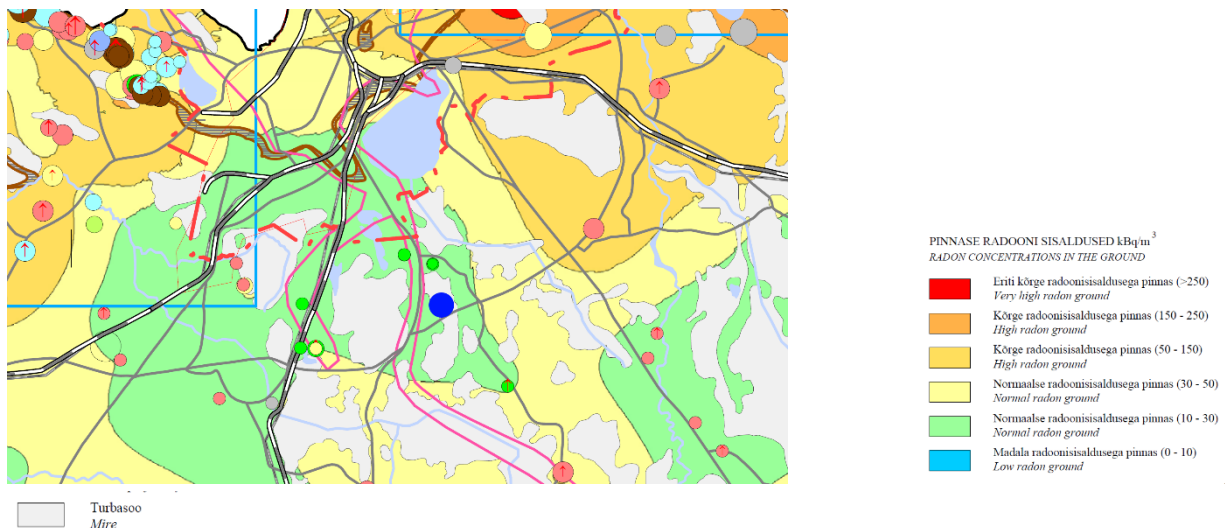 PINNASE RADOONI SISALDUSED kBq/m³
RADON CONCENTRATIONS IN THE GROUND
Eriti kõrge radoonisisaldusega pinnas (>250)
Very high radon ground
Kõrge radoonisisaldusega pinnas (150 - 250)
High radon ground
Kõrge radoonisisaldusega pinnas (50 - 150)
High radon ground
Normaalse radoonisisaldusega pinnas (30 - 50)
Normal radon ground
Normaalse radoonisisaldusega pinnas (10 - 30)
Normal radon ground
Madala radoonisisaldusega pinnas (0 - 10)
Low radon ground
Turbasoo
Mire